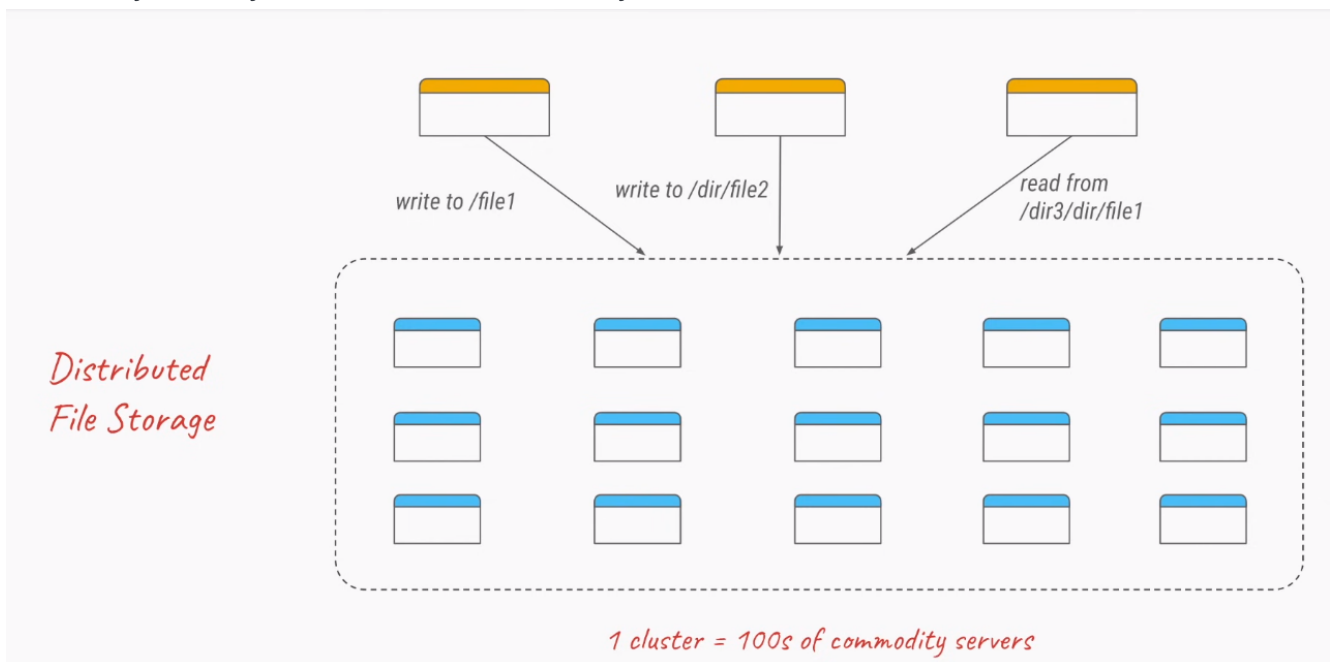 write to /file1
write to /dir/file2
read from
/dir3/dir/file1
Distributed
File Storage
1 cluster = 100s of commodity servers